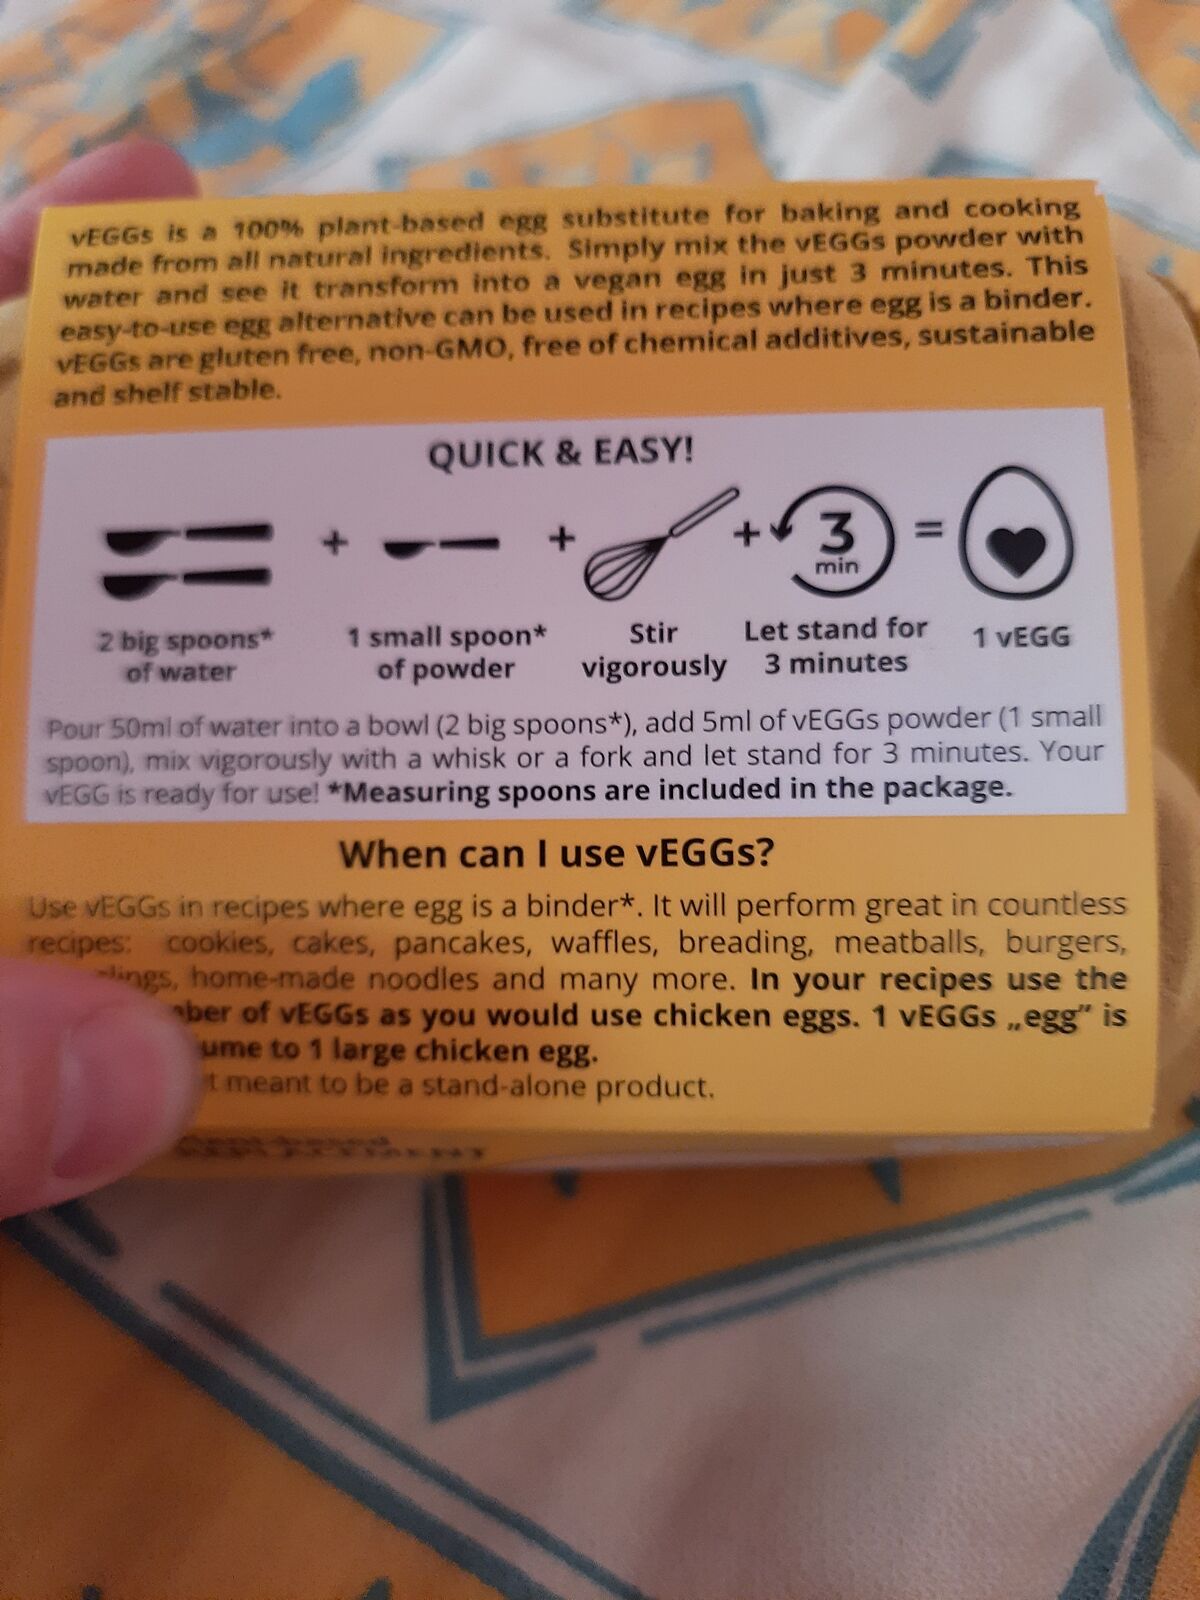 vEGGs is a 100% plant-based egg substitute for baking and cooking
made from all natural ingredients. Simply mix the vEGGs powder with
water and see it transform into a vegan egg in just 3 minutes. This
easy-to-use egg alternative can be used in recipes where egg is a binder.
vEGGs are gluten free, non-GMO, free of chemical additives, sustainable
and shelf stable.
QUICK & EASY!
+ + + 3 min =
2 big spoons* of water
1 small spoon* of powder
Stir vigorously
Let stand for 3 minutes
1 vEGG
Pour 50ml of water into a bowl (2 big spoons*), add 5ml of vEGGs powder (1 small
spoon), mix vigorously with a whisk or a fork and let stand for 3 minutes. Your
vEGG is ready for use! *Measuring spoons are included in the package.
When can I use vEGGs?
Use vEGGs in recipes where egg is a binder*. It will perform great in countless
recipes: cookies, cakes, pancakes, waffles, breading, meatballs, burgers,
home-made noodles and many more. In your recipes use the
of vEGGs as you would use chicken eggs. 1 vEGGs „egg” is
to 1 large chicken egg.
meant to be a stand-alone product.
Plant-based
REPLACEMENT